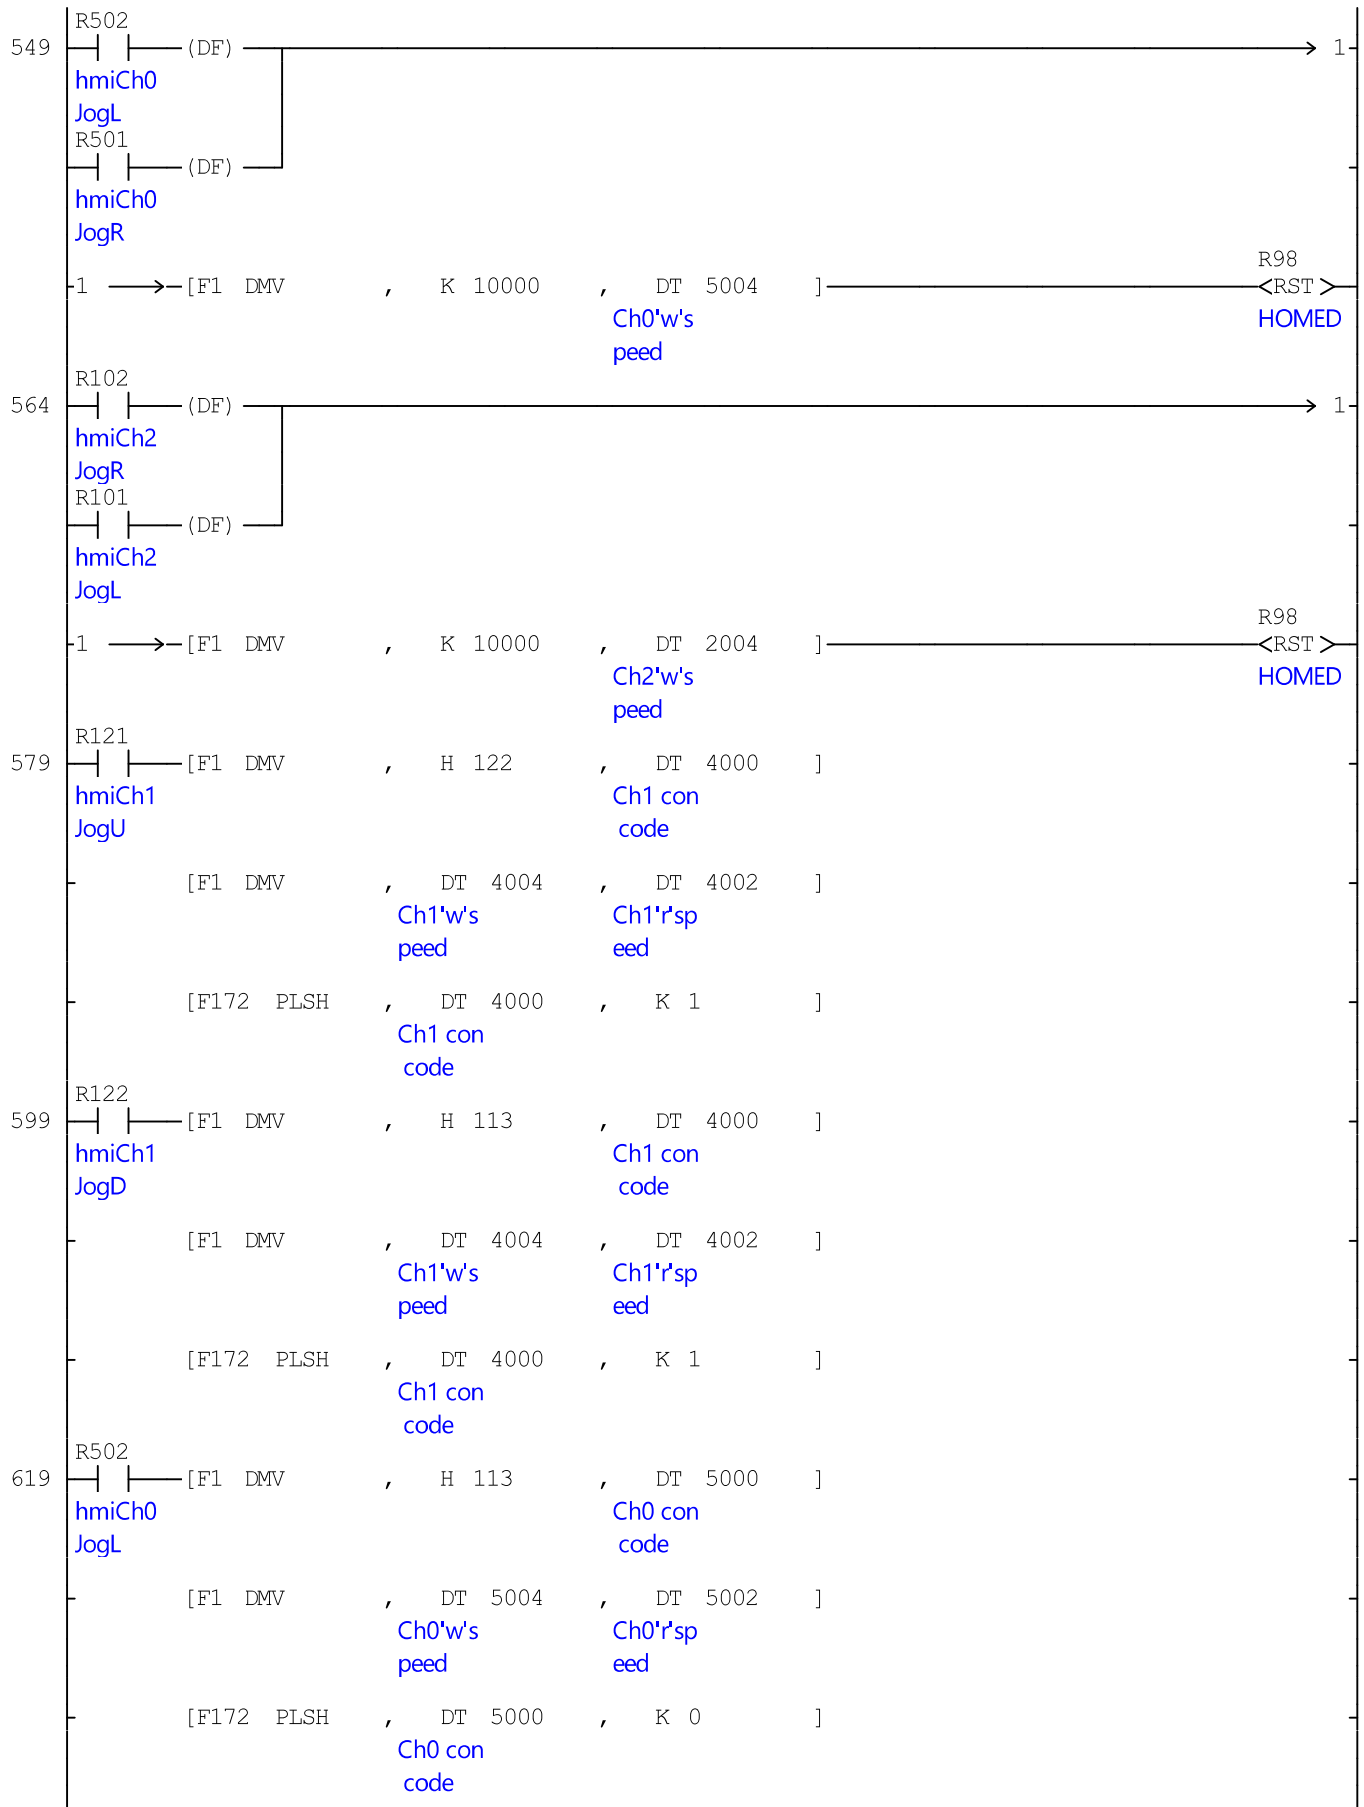 R502
549 (DF) 1
hmiCh0
JogL
R501
(DF)
hmiCh0
JogR
R98
1 [F1 DMV , K 10000 , DT 5004 ] <RST>
Ch0'w's HOMED
peed
R102
564 (DF) 1
hmiCh2
JogR
R101
(DF)
hmiCh2
JogL
R98
1 [F1 DMV , K 10000 , DT 2004 ] <RST>
Ch2'w's HOMED
peed
R121
579 [F1 DMV , H 122 , DT 4000 ]
hmiCh1 Ch1 con
JogU code
[F1 DMV , DT 4004 , DT 4002 ]
Ch1'w's Ch1'r'sp
peed eed
[F172 PLSH , DT 4000 , K 1 ]
Ch1 con
code
R122
599 [F1 DMV , H 113 , DT 4000 ]
hmiCh1 Ch1 con
JogD code
[F1 DMV , DT 4004 , DT 4002 ]
Ch1'w's Ch1'r'sp
peed eed
[F172 PLSH , DT 4000 , K 1 ]
Ch1 con
code
R502
619 [F1 DMV , H 113 , DT 5000 ]
hmiCh0 Ch0 con
JogL code
[F1 DMV , DT 5004 , DT 5002 ]
Ch0'w's Ch0'r'sp
peed eed
[F172 PLSH , DT 5000 , K 0 ]
Ch0 con
code